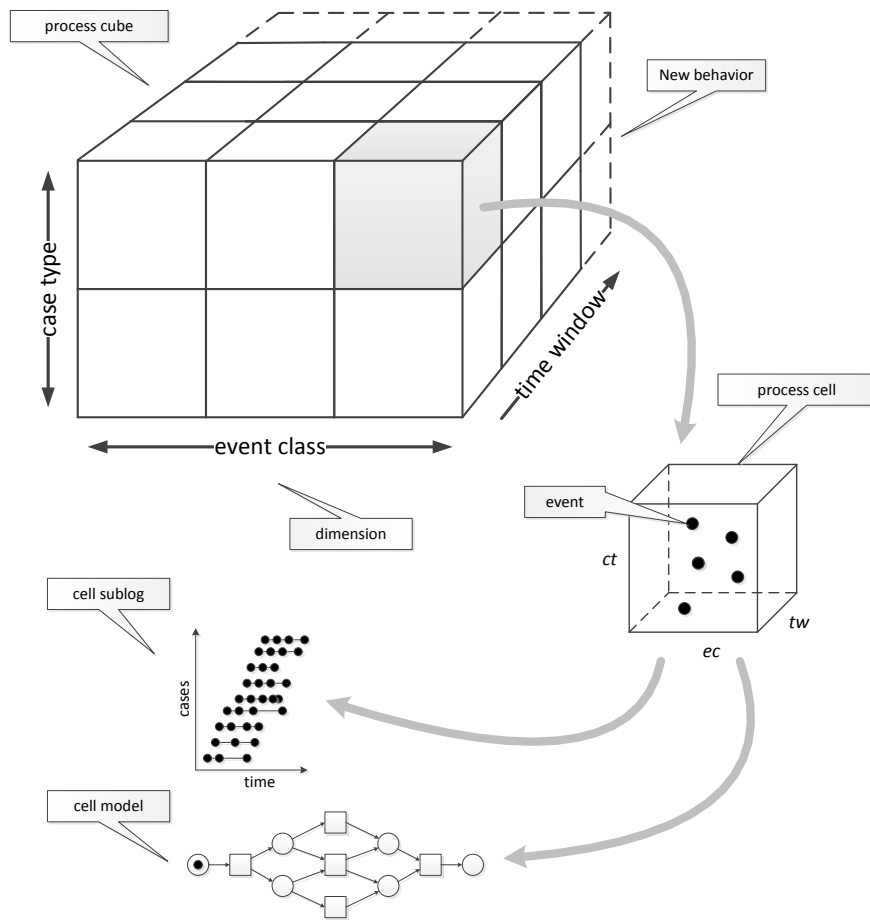 process cube
New behavior
case type
time window
event class
process cell
dimension
event
ct
tw
ec
cell sublog
cases
time
cell model